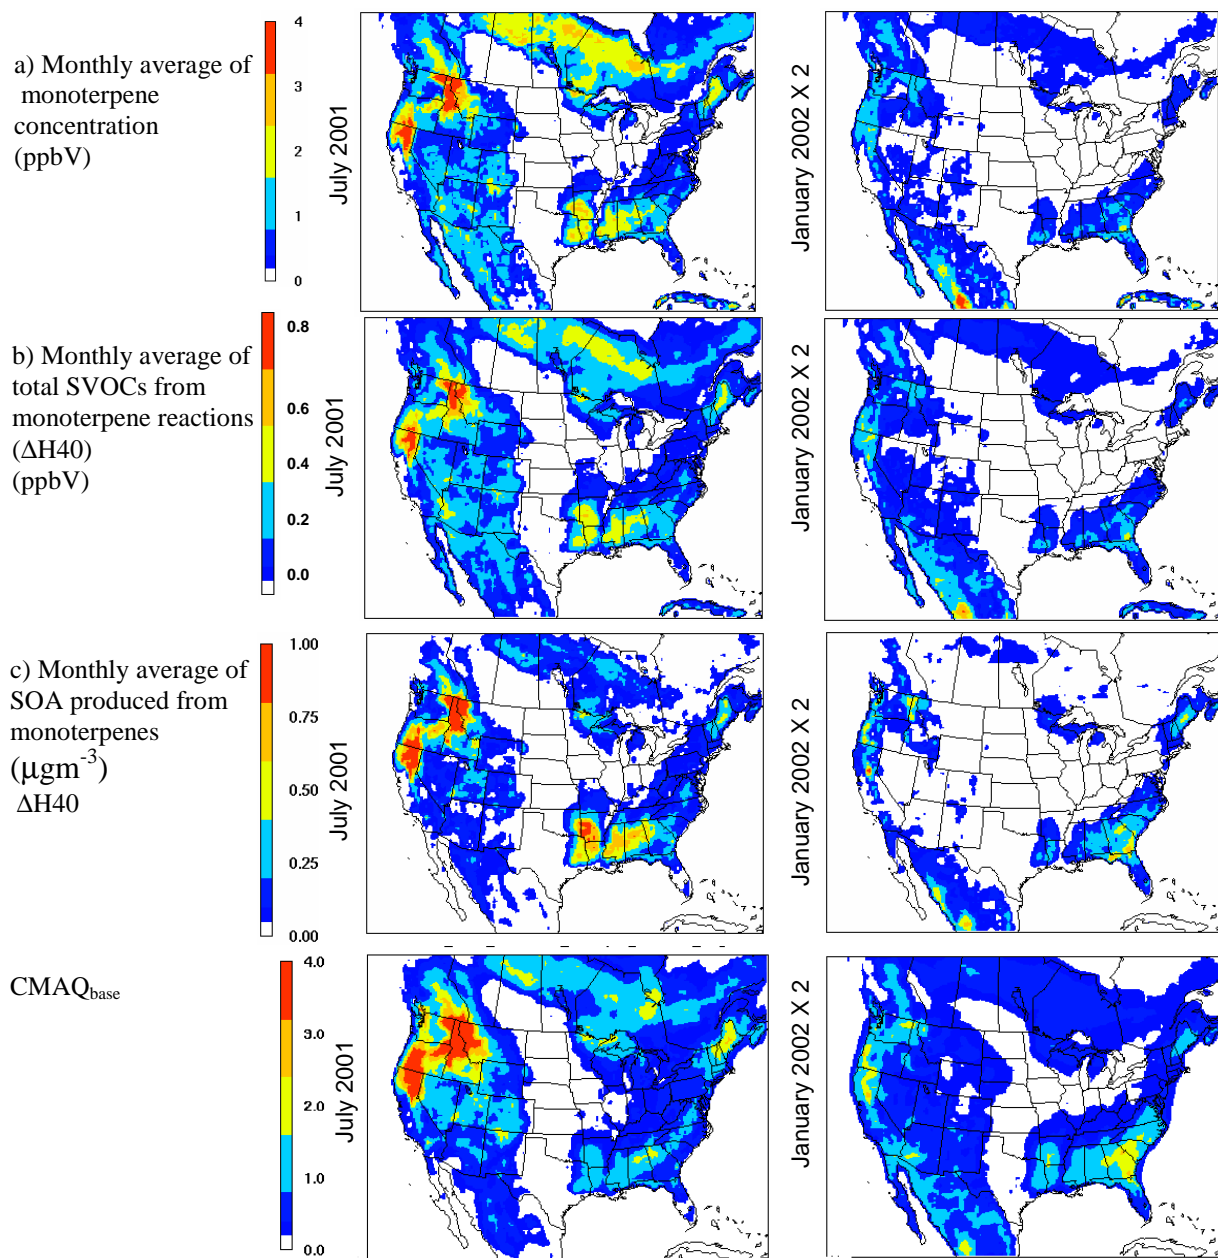 a) Monthly average of
monoterpene
concentration
(ppbV)
4
3
2
1
0
July 2001
January 2002 X 2
b) Monthly average of
total SVOCs from
monoterpene reactions
(ΔH40)
(ppbV)
0.8
0.6
0.4
0.2
0.0
July 2001
January 2002 X 2
c) Monthly average of
SOA produced from
monoterpenes
(μgm-3)
ΔH40
1.00
0.75
0.50
0.25
0.00
July 2001
January 2002 X 2
CMAQbase
4.0
3.0
2.0
1.0
0.0
July 2001
January 2002 X 2